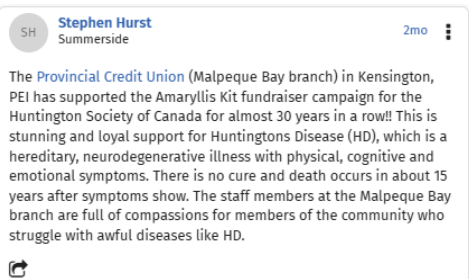 SH
Stephen Hurst
Summerside
2mo
The Provincial Credit Union (Malpeque Bay branch) in Kensington,
PEI has supported the Amaryllis Kit fundraiser campaign for the
Huntington Society of Canada for almost 30 years in a row!! This is
stunning and loyal support for Huntingtons Disease (HD), which is a
hereditary, neurodegenerative illness with physical, cognitive and
emotional symptoms. There is no cure and death occurs in about 15
years after symptoms show. The staff members at the Malpeque Bay
branch are full of compassions for members of the community who
struggle with awful diseases like HD.